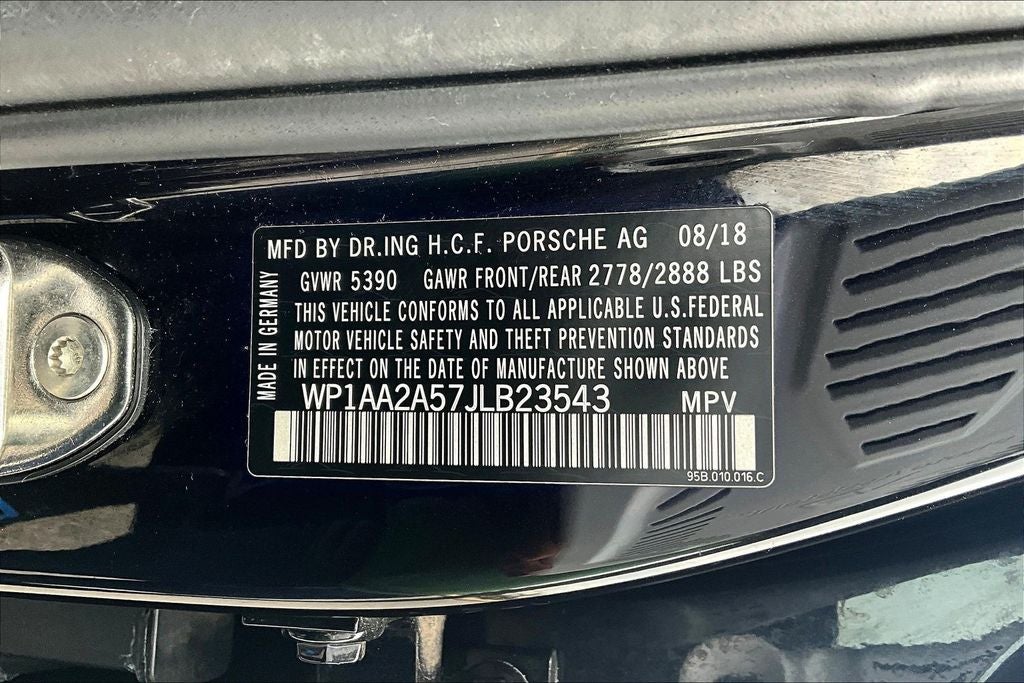 MFD BY DR.ING H.C.F. PORSCHE AG 08/18
GVWR 5390 GAWR FRONT/REAR 2778/2888 LBS
THIS VEHICLE CONFORMS TO ALL APPLICABLE U.S.FEDERAL
MOTOR VEHICLE SAFETY AND THEFT PREVENTION STANDARDS
IN EFFECT ON THE DATE OF MANUFACTURE SHOWN ABOVE
WP1AA2A57JLB23543 MPV
95B.010.016.C
MADE IN GERMANY